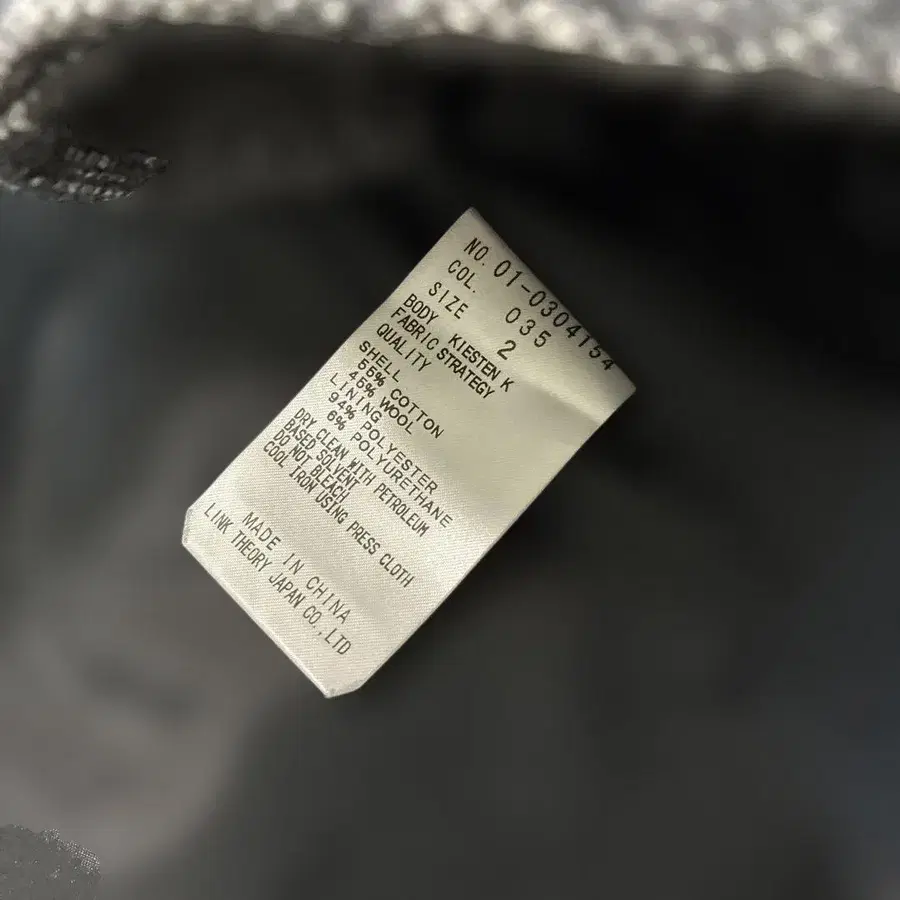 NO. 01-0304154
COL. 035
SIZE 2
BODY KIESTEN K
FABRIC STRATEGY
QUALITY
SHELL
55% COTTON
45% WOOL
LINING
94% POLYESTER
6% POLYURETHANE
DRY CLEAN WITH PETROLEUM
BASED SOLVENT
DO NOT BLEACH
COOL IRON USING PRESS CLOTH
MADE IN CHINA
LINK THEORY JAPAN CO.,LTD